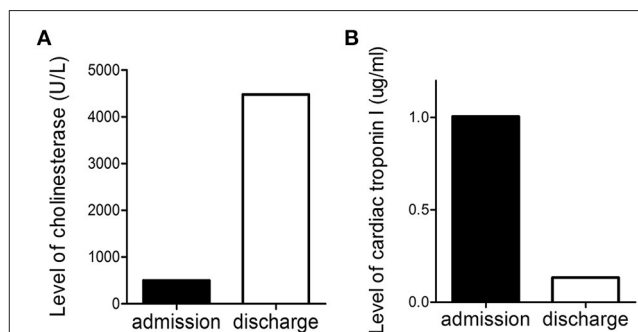 A
Level of cholinesterase (U/L)
5000
4000
3000
2000
1000
0
admission discharge
B
Level of cardiac troponin I (ug/ml)
1.0
0.5
0.0
admission discharge